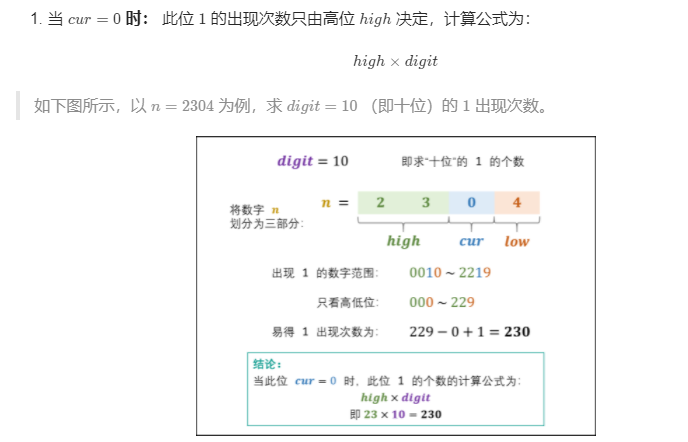 1. 当 cur = 0 时： 此位 1 的出现次数只由高位 high 决定，计算公式为：
high × digit
如下图所示，以 n = 2304 为例，求 digit = 10 （即十位）的 1 出现次数。
digit = 10 即求“十位”的 1 的个数
将数字 n
划分为三部分：
n = 2 3 0 4
high cur low
出现 1 的数字范围： 0010 ~ 2219
只看高低位： 000 ~ 229
易得 1 出现次数为： 229 − 0 + 1 = 230
结论：
当此位 cur = 0 时，此位 1 的个数的计算公式为：
high × digit
即 23 × 10 = 230